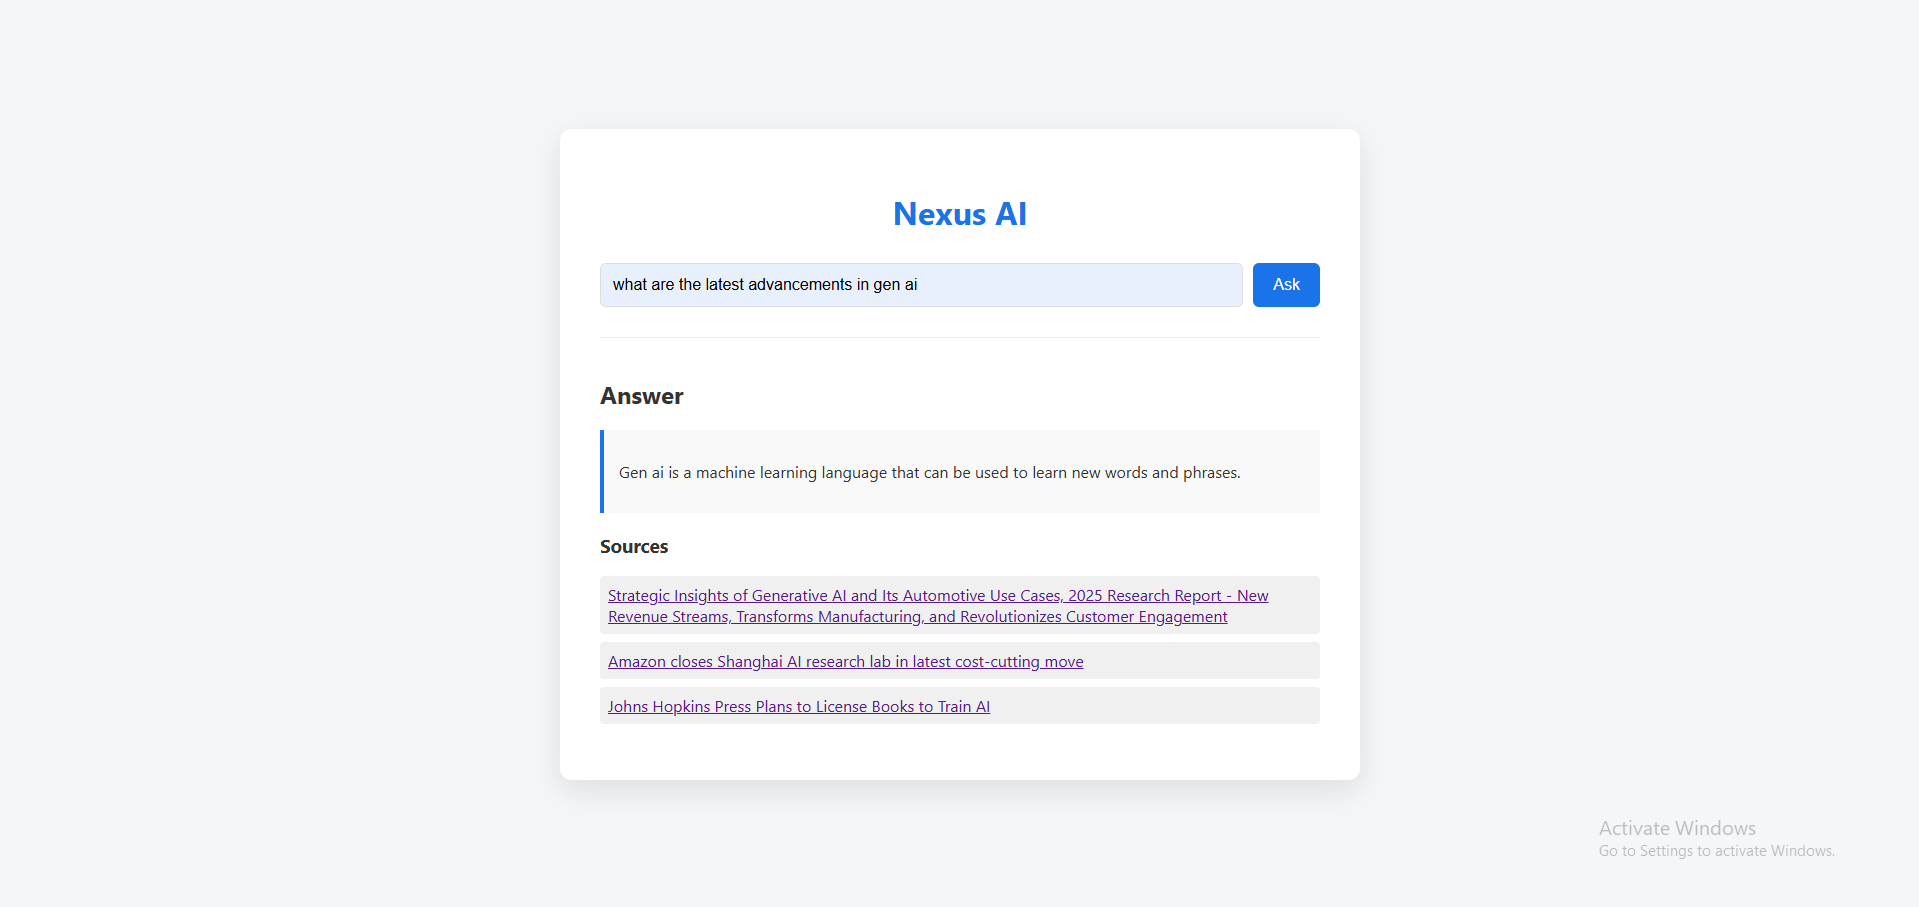 Nexus AI
what are the latest advancements in gen ai
Ask
Answer
Gen ai is a machine learning language that can be used to learn new words and phrases.
Sources
Strategic Insights of Generative AI and Its Automotive Use Cases, 2025 Research Report - New
Revenue Streams, Transforms Manufacturing, and Revolutionizes Customer Engagement
Amazon closes Shanghai AI research lab in latest cost-cutting move
Johns Hopkins Press Plans to License Books to Train AI
Activate Windows
Go to Settings to activate Windows.